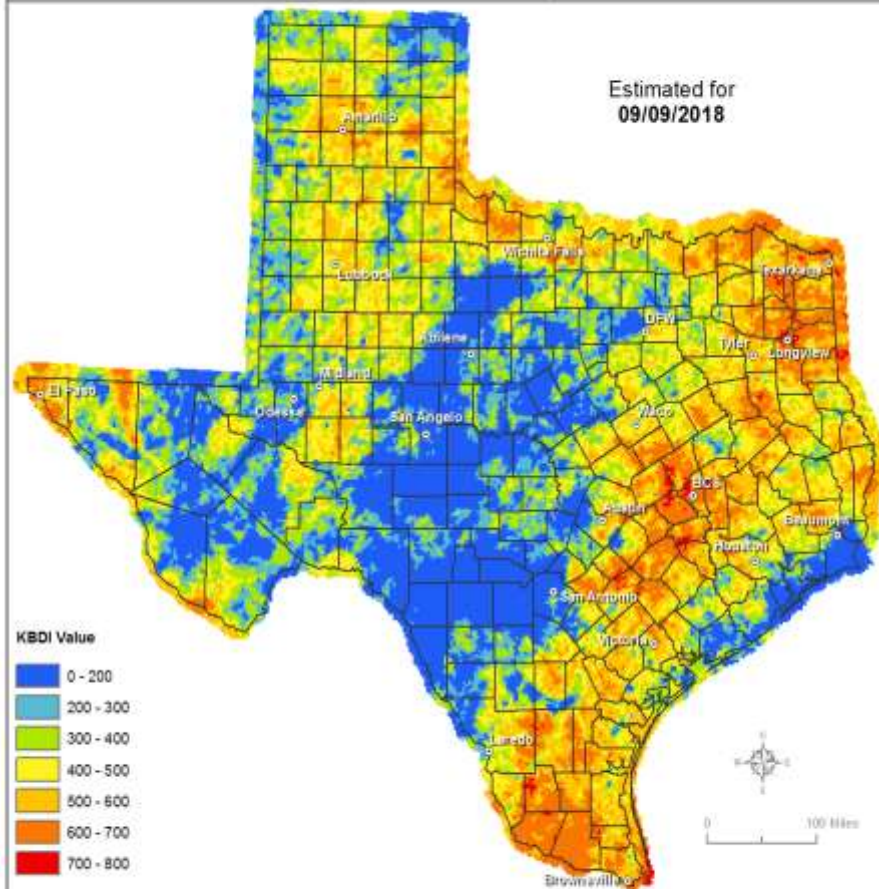 Estimated for
09/09/2018
Amarillo
Wichita Falls
Lubbock
Texarkana
DFW
Abilene
Tyler
Longview
Midland
El Paso
Odessa
San Angelo
Waco
BCS
Austin
Beaumont
Houston
San Antonio
Victoria
KBDI Value
0 - 200
200 - 300
300 - 400
400 - 500
500 - 600
600 - 700
700 - 800
Laredo
0 100 Miles
Brownsville